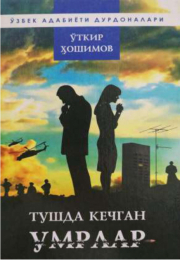 ЎЗБЕК АДАБИЁТИ ДУРДОНАЛАРИ
ЎТКИР
ҲОШИМОВ
ТУШДА КЕЧГАН
УМРЛАР